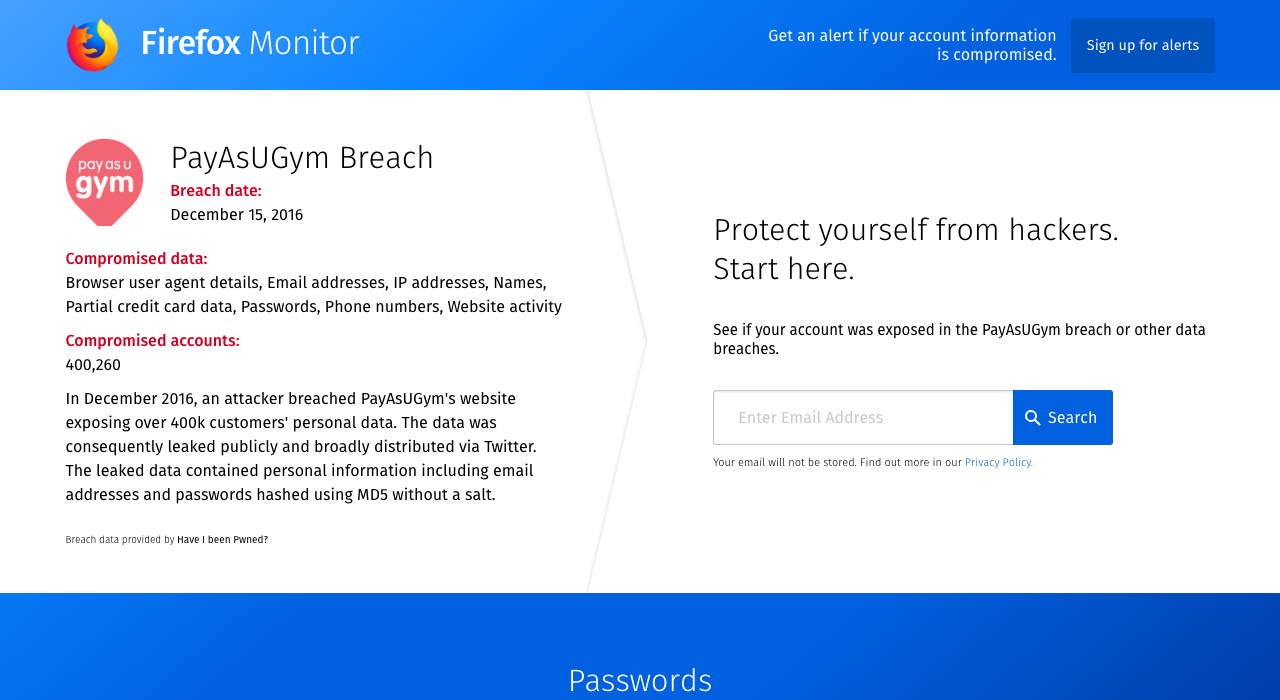 Firefox Monitor
Get an alert if your account information
is compromised.
Sign up for alerts
pay as u
gym
PayAsUGym Breach
Breach date:
December 15, 2016
Compromised data:
Browser user agent details, Email addresses, IP addresses, Names,
Partial credit card data, Passwords, Phone numbers, Website activity
Compromised accounts:
400,260
In December 2016, an attacker breached PayAsUGym's website
exposing over 400k customers' personal data. The data was
consequently leaked publicly and broadly distributed via Twitter.
The leaked data contained personal information including email
addresses and passwords hashed using MD5 without a salt.
Breach data provided by Have I been Pwned?
Protect yourself from hackers.
Start here.
See if your account was exposed in the PayAsUGym breach or other data
breaches.
Enter Email Address
Search
Your email will not be stored. Find out more in our Privacy Policy.
Passwords